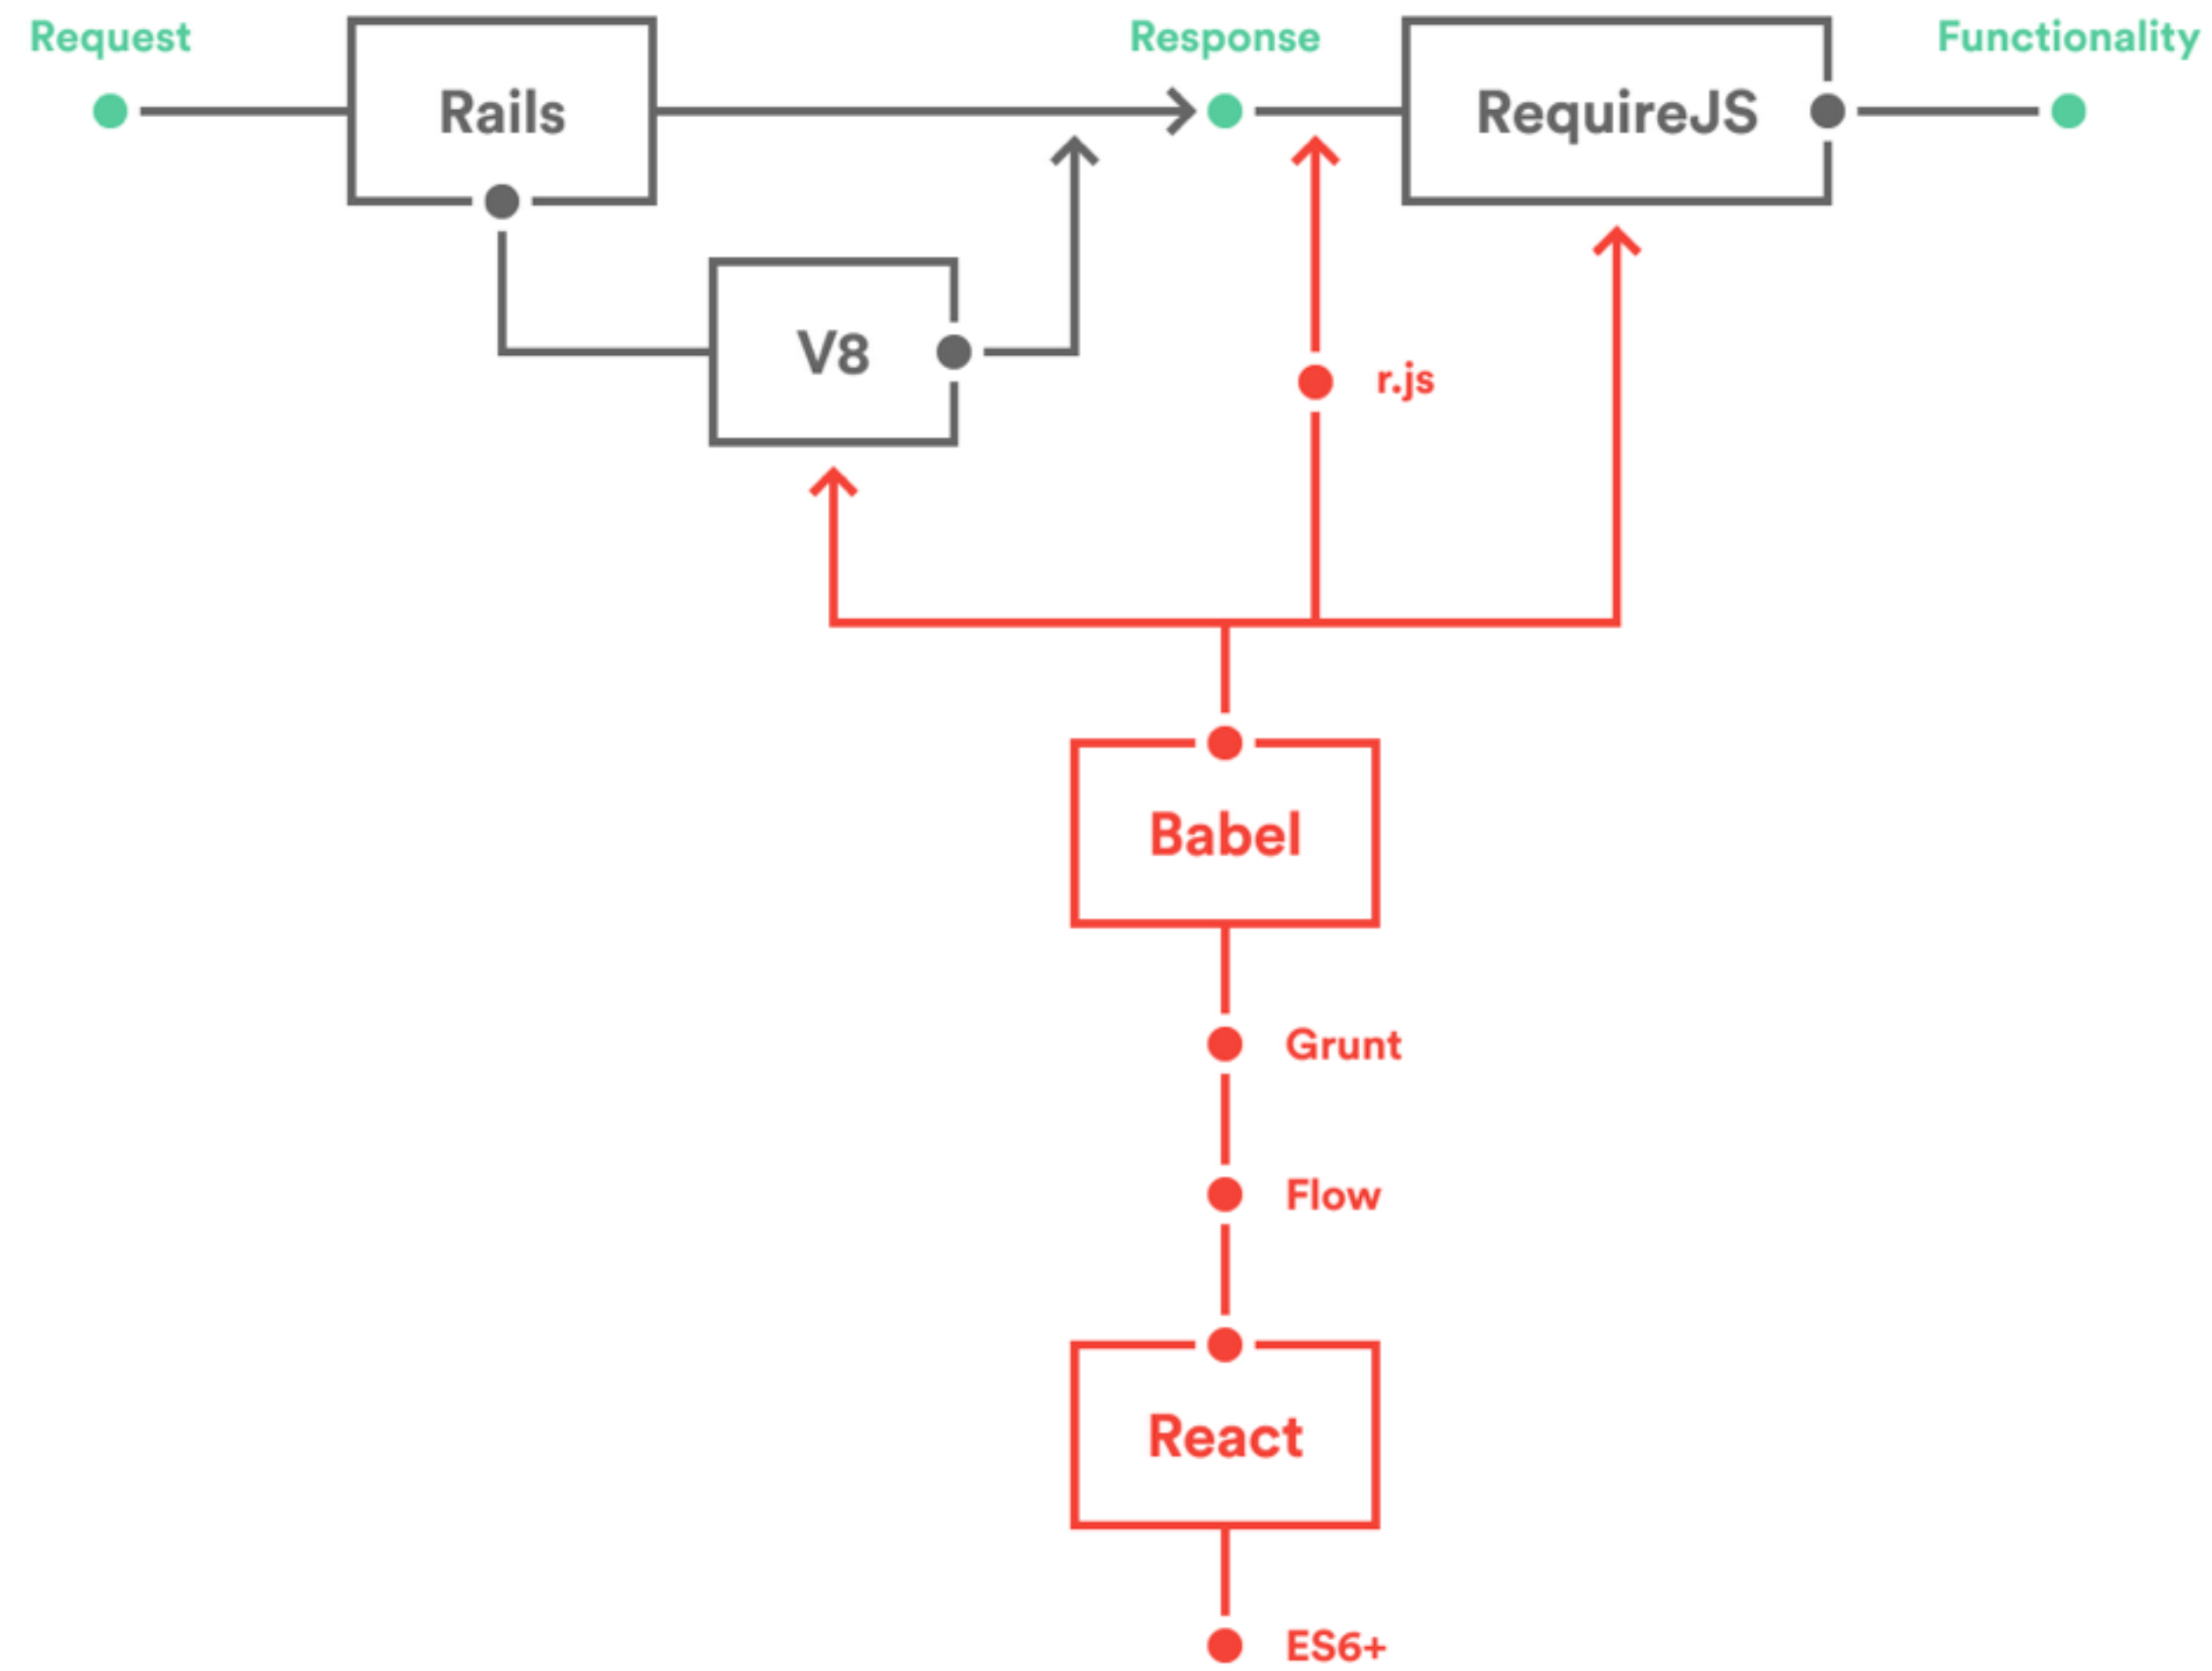 Request
Response
Functionality
Rails
RequireJS
V8
r.js
Babel
Grunt
Flow
React
ES6+